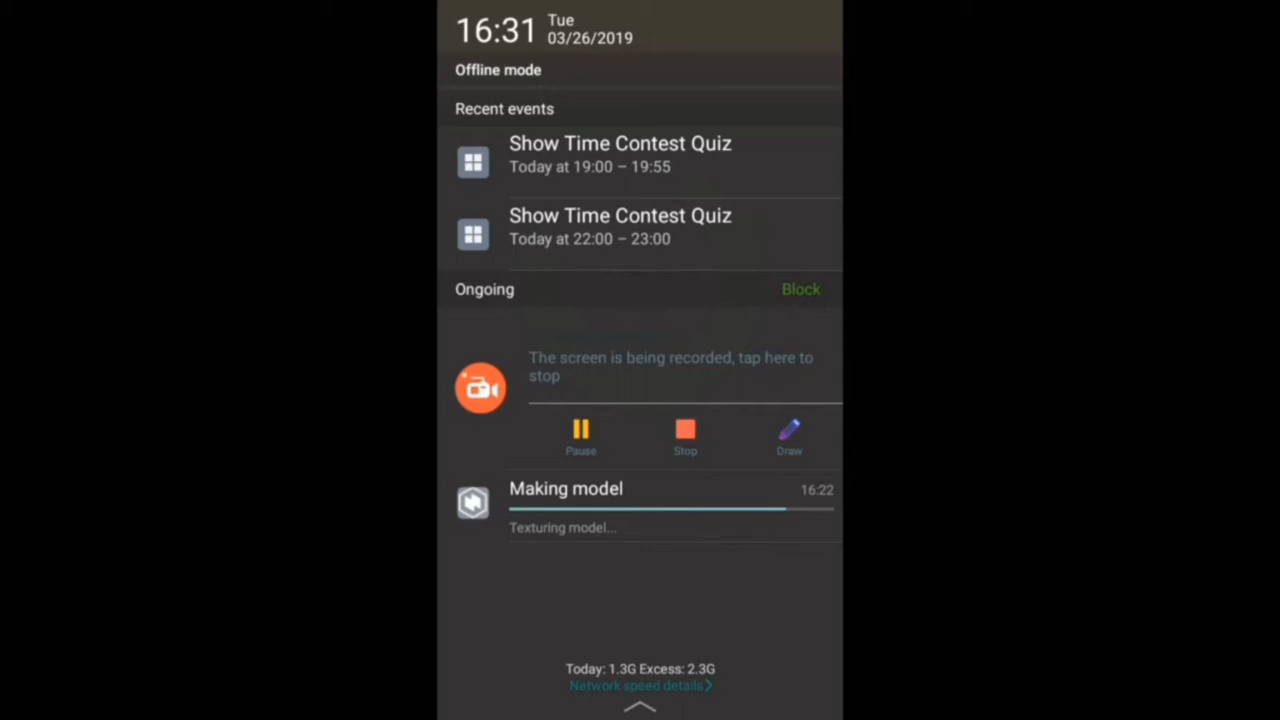 16:31
Tue
03/26/2019
Offline mode
Recent events
Show Time Contest Quiz
Today at 19:00 – 19:55
Show Time Contest Quiz
Today at 22:00 – 23:00
Ongoing
Block
The screen is being recorded, tap here to
stop
Pause
Stop
Draw
Making model
16:22
Texturing model...
Today: 1.3G Excess: 2.3G
Network speed details